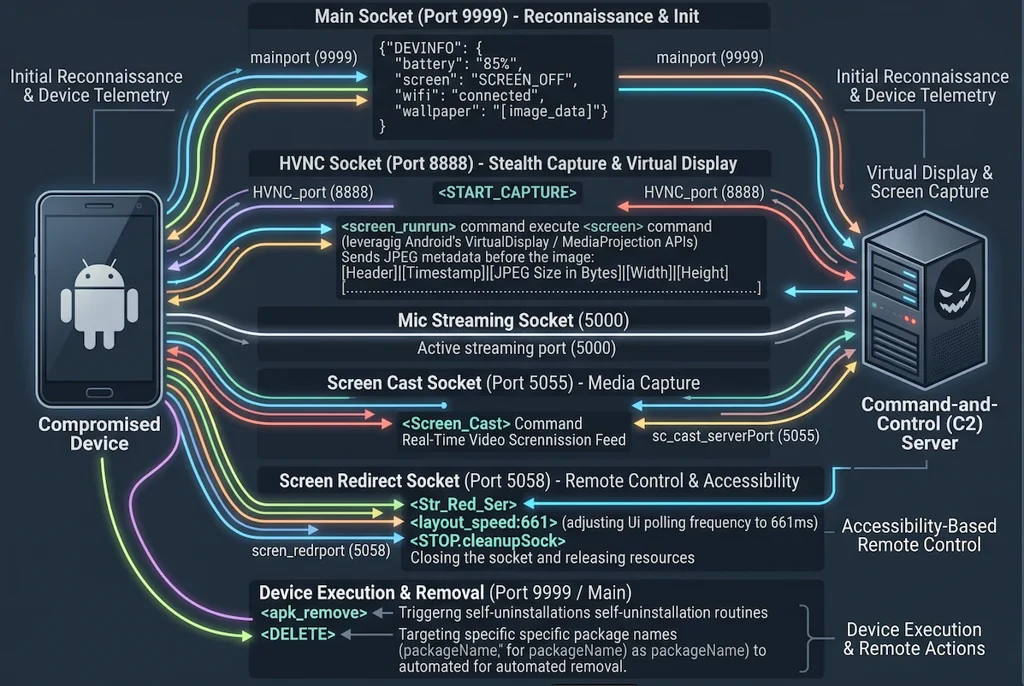 Main Socket (Port 9999) - Reconnaissance & Init
mainport (9999)
{"DEVINFO": {
"battery": "85%",
"screen": "SCREEN_OFF",
"wifi": "connected",
"wallpaper": "[image_data]"}
}
mainport (9999)
Initial Reconnaissance
& Device Telemetry
Initial Reconnaissance
& Device Telemetry
HVNC Socket (Port 8888) - Stealth Capture & Virtual Display
HVNC_port (8888)
<START_CAPTURE>
HVNC_port (8888)
Virtual Display &
Screen Capture
<screen_runrun> command execute <screen> command
(leveragig Android's VirtualDisplay / MediaProjection APIs)
Sends JPEG metadata before the image:
[Header]|[Timestamp]|[JPEG Size in Bytes]|[Width]|[Height]
[..............................................................................]
Mic Streaming Socket (5000)
Active streaming port (5000)
Screen Cast Socket (Port 5055) - Media Capture
<Screen_Cast> Command
Real-Time Video Scrennission Feed
sc_cast_serverPort (5055)
Compromised
Device
Command-and-
Control (C2)
Server
Screen Redirect Socket (Port 5058) - Remote Control & Accessibility
<Str_Red_Ser>
<layout_speed:661> (adjusting Ui polling frequency to 661ms)
<STOP.cleanupSock>
Closing the socket and releasing resources
scren_redrport (5058)
Accessibility-Based
Remote Control
Device Execution & Removal (Port 9999 / Main)
<apk_remove> Triggerng self-uninstallations self-uninstallation routines
<DELETE> Targeting specific specific package names
(packageName," for packageName) as packageName) to
automated for automated removal.
Device Execution
& Remote Actions